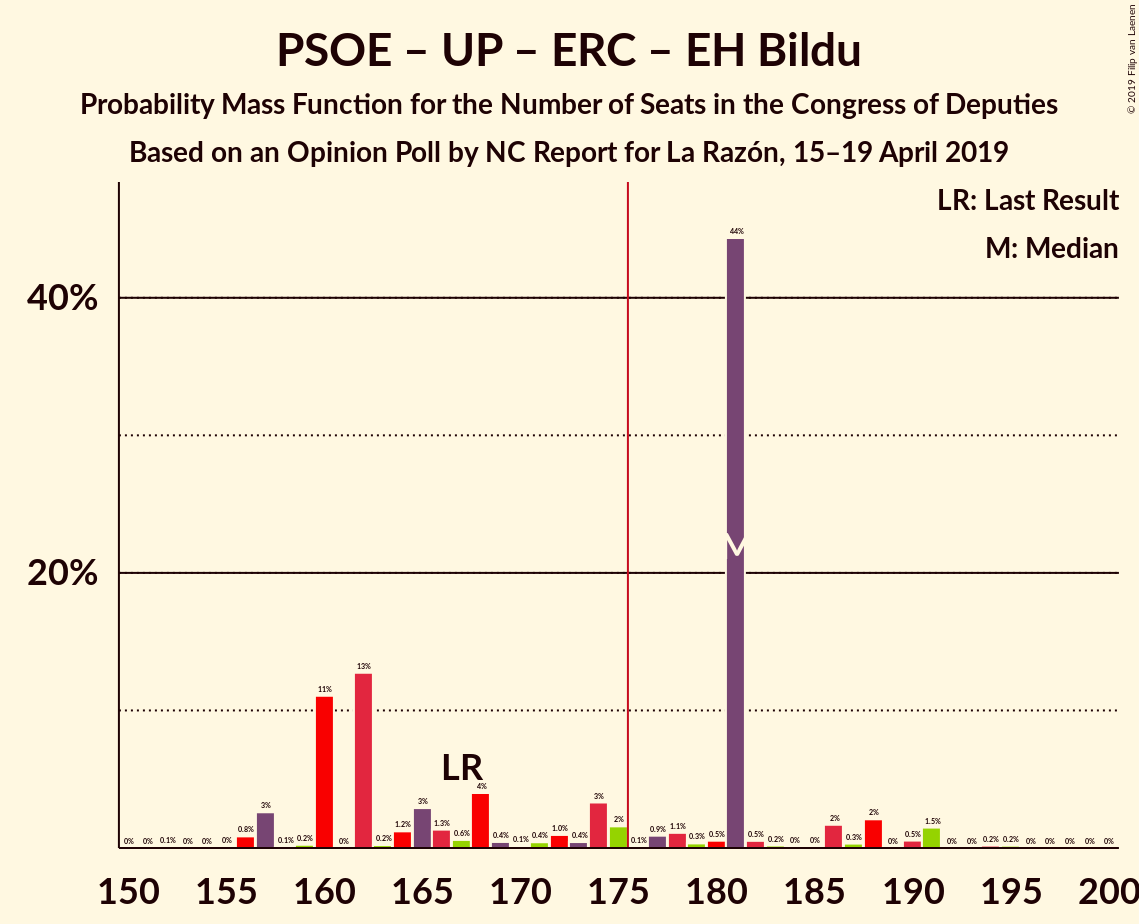 PSOE – UP – ERC – EH Bildu
Probability Mass Function for the Number of Seats in the Congress of Deputies
Based on an Opinion Poll by NC Report for La Razón, 15–19 April 2019
© 2019 Filip van Laenen
LR: Last Result
M: Median
40%
20%
0% 0% 0.1% 0% 0% 0% 0.8% 3% 0.1% 0.2% 11% 0% 13% 0.2% 1.2% 3% 1.3% 0.6% 4% 0.4% 0.1% 0.4% 1.0% 0.4% 3% 2% 0.1% 0.9% 1.1% 0.3% 0.5% 44% 0.5% 0.2% 0% 0% 2% 0.3% 2% 0% 0.5% 1.5% 0% 0% 0.2% 0.2% 0% 0% 0% 0% 0%
LR
150 155 160 165 170 175 180 185 190 195 200